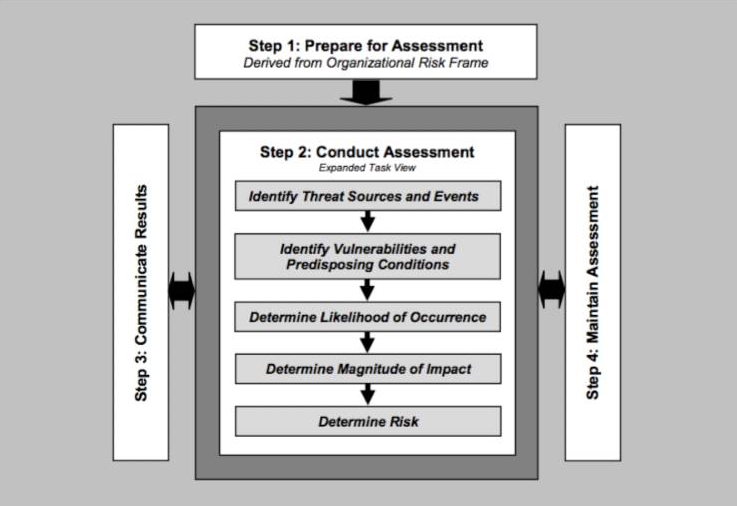 Step 1: Prepare for Assessment
Derived from Organizational Risk Frame
Step 3: Communicate Results
Step 2: Conduct Assessment
Expanded Task View
Identify Threat Sources and Events
Identify Vulnerabilities and
Predisposing Conditions
Determine Likelihood of Occurrence
Determine Magnitude of Impact
Determine Risk
Step 4: Maintain Assessment